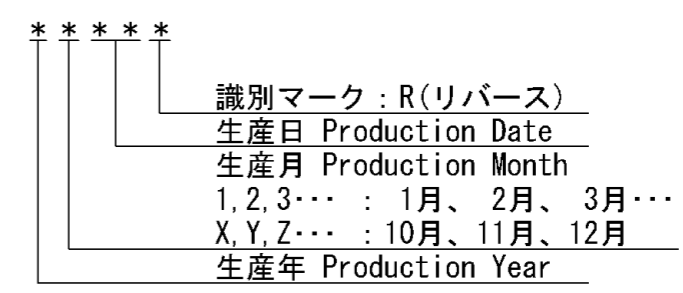 * * * * *
識別マーク：R(リバース)
生産日 Production Date
生産月 Production Month
1,2,3･･･ : 1月、 2月、 3月･･･
X,Y,Z･･･ :10月、11月、12月
生産年 Production Year